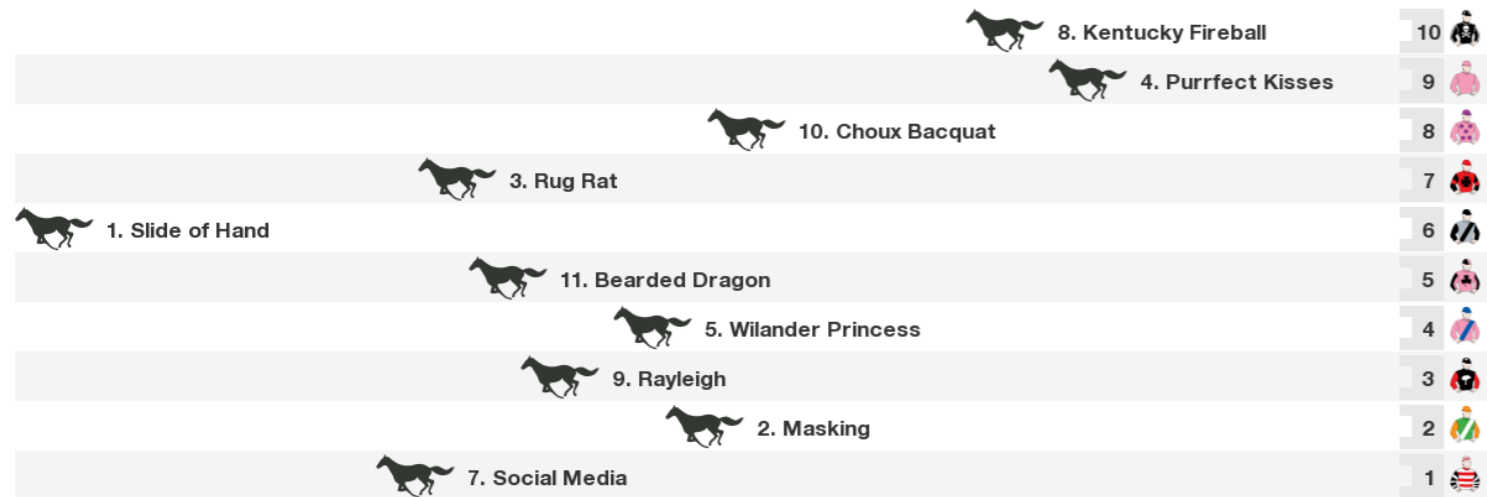 8. Kentucky Fireball 10
4. Purrfect Kisses 9
10. Choux Bacquat 8
3. Rug Rat 7
1. Slide of Hand 6
11. Bearded Dragon 5
5. Wilander Princess 4
9. Rayleigh 3
2. Masking 2
7. Social Media 1